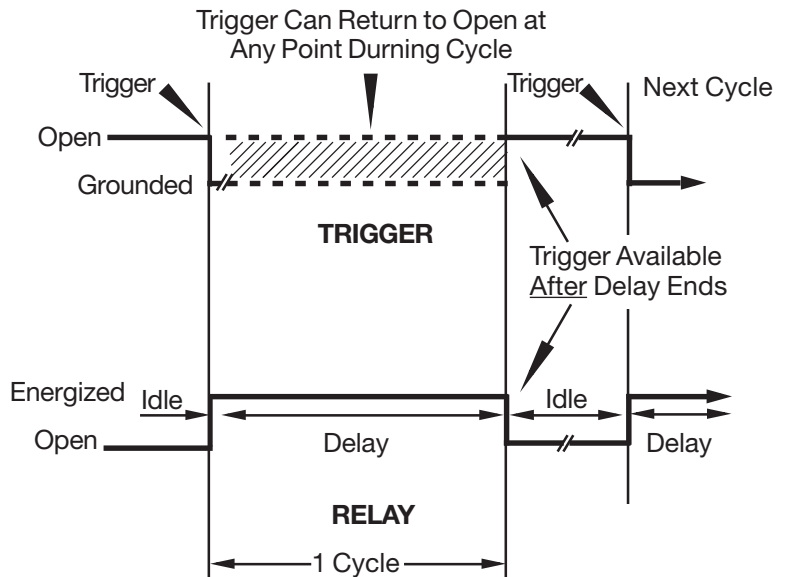 Trigger Can Return to Open at
Any Point Durning Cycle
Trigger
Trigger
Next Cycle
Open
Grounded
TRIGGER
Trigger Available
After Delay Ends
Energized
Idle
Idle
Open
Delay
Delay
RELAY
1 Cycle